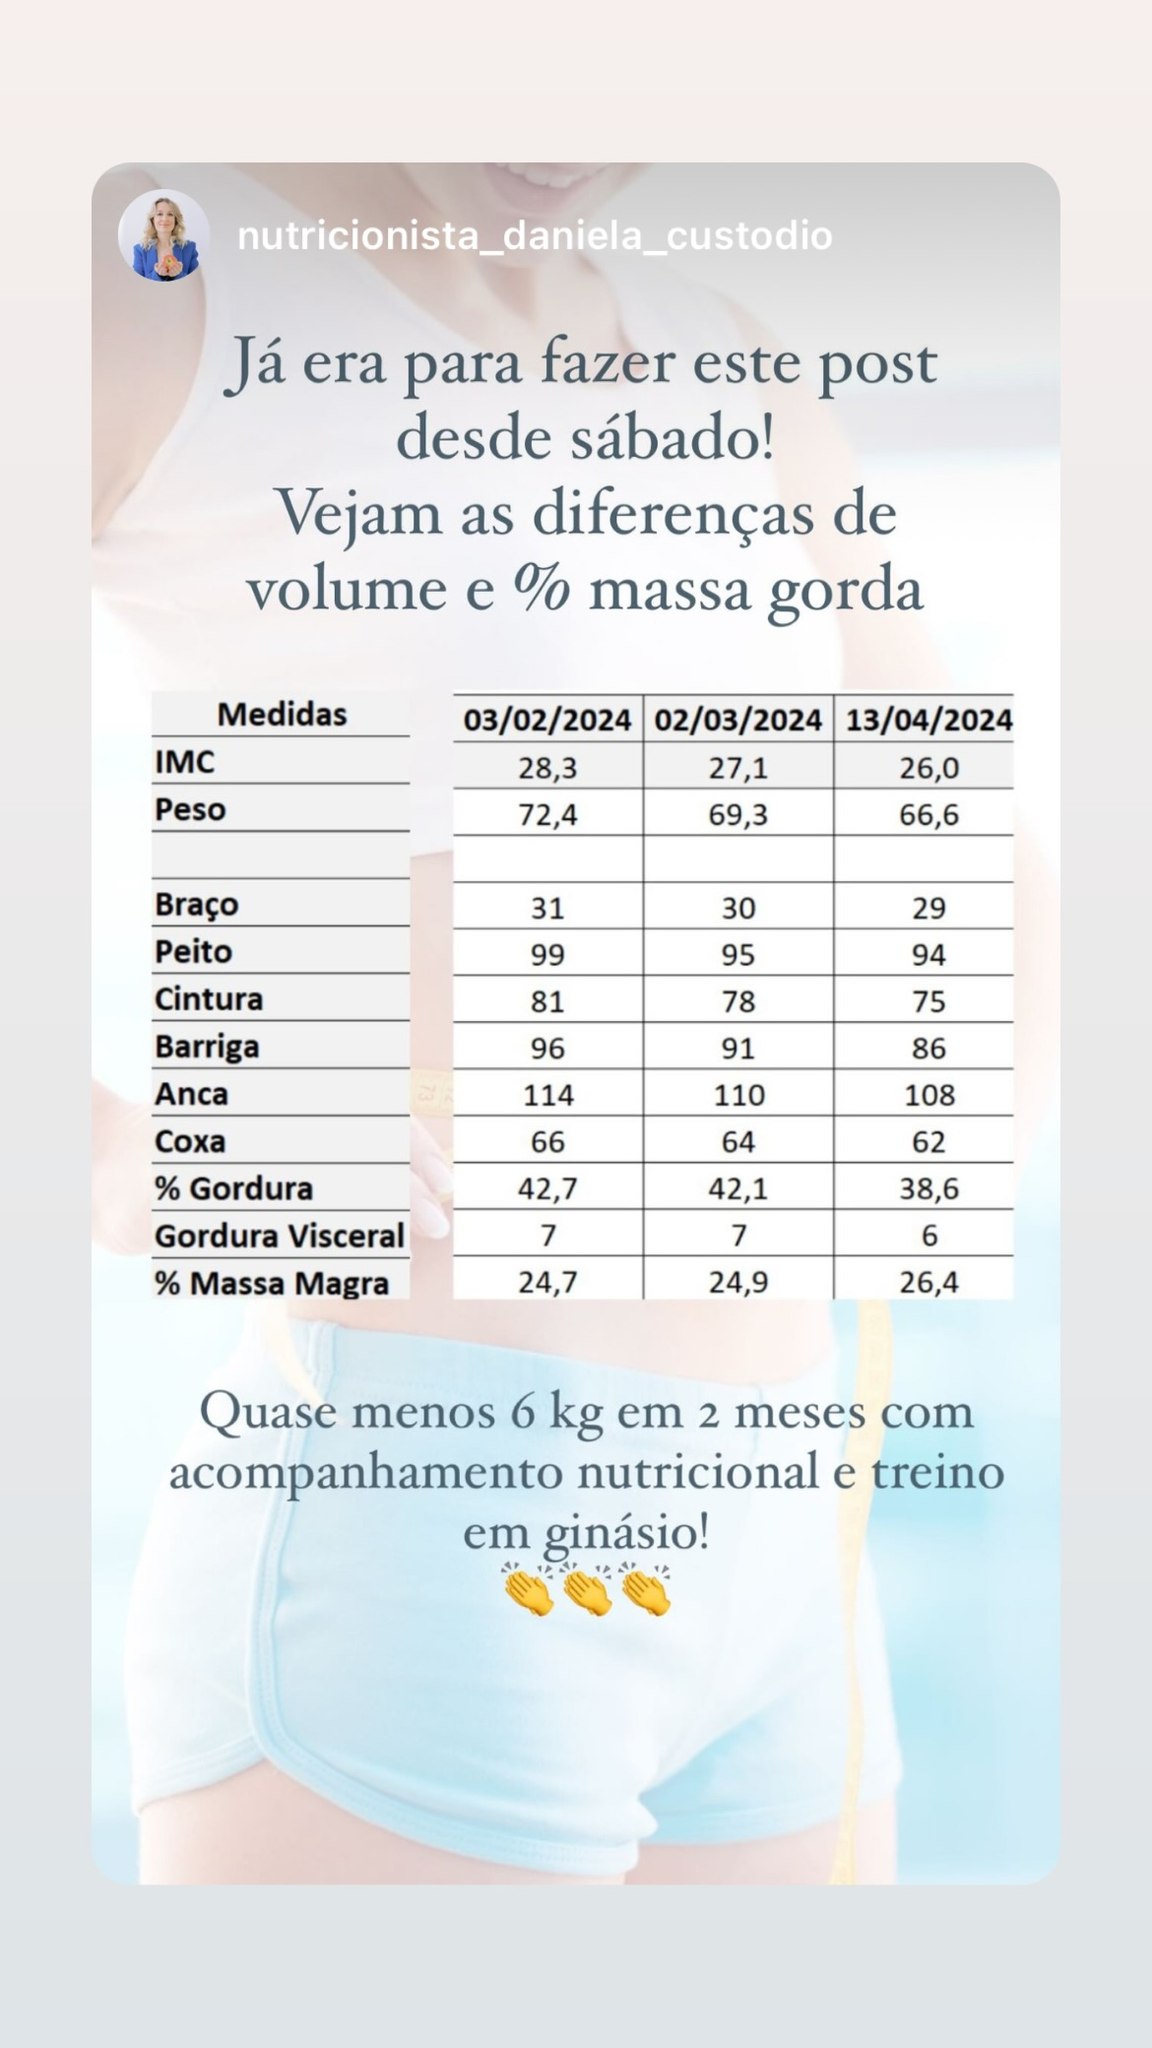 nutricionista_daniela_custodio
Já era para fazer este post
desde sábado!
Vejam as diferenças de
volume e % massa gorda
Medidas 03/02/2024 02/03/2024 13/04/2024
IMC 28,3 27,1 26,0
Peso 72,4 69,3 66,6
Braço 31 30 29
Peito 99 95 94
Cintura 81 78 75
Barriga 96 91 86
Anca 114 110 108
Coxa 66 64 62
% Gordura 42,7 42,1 38,6
Gordura Visceral 7 7 6
% Massa Magra 24,7 24,9 26,4
Quase menos 6 kg em 2 meses com
acompanhamento nutricional e treino
em ginásio!
👏👏👏